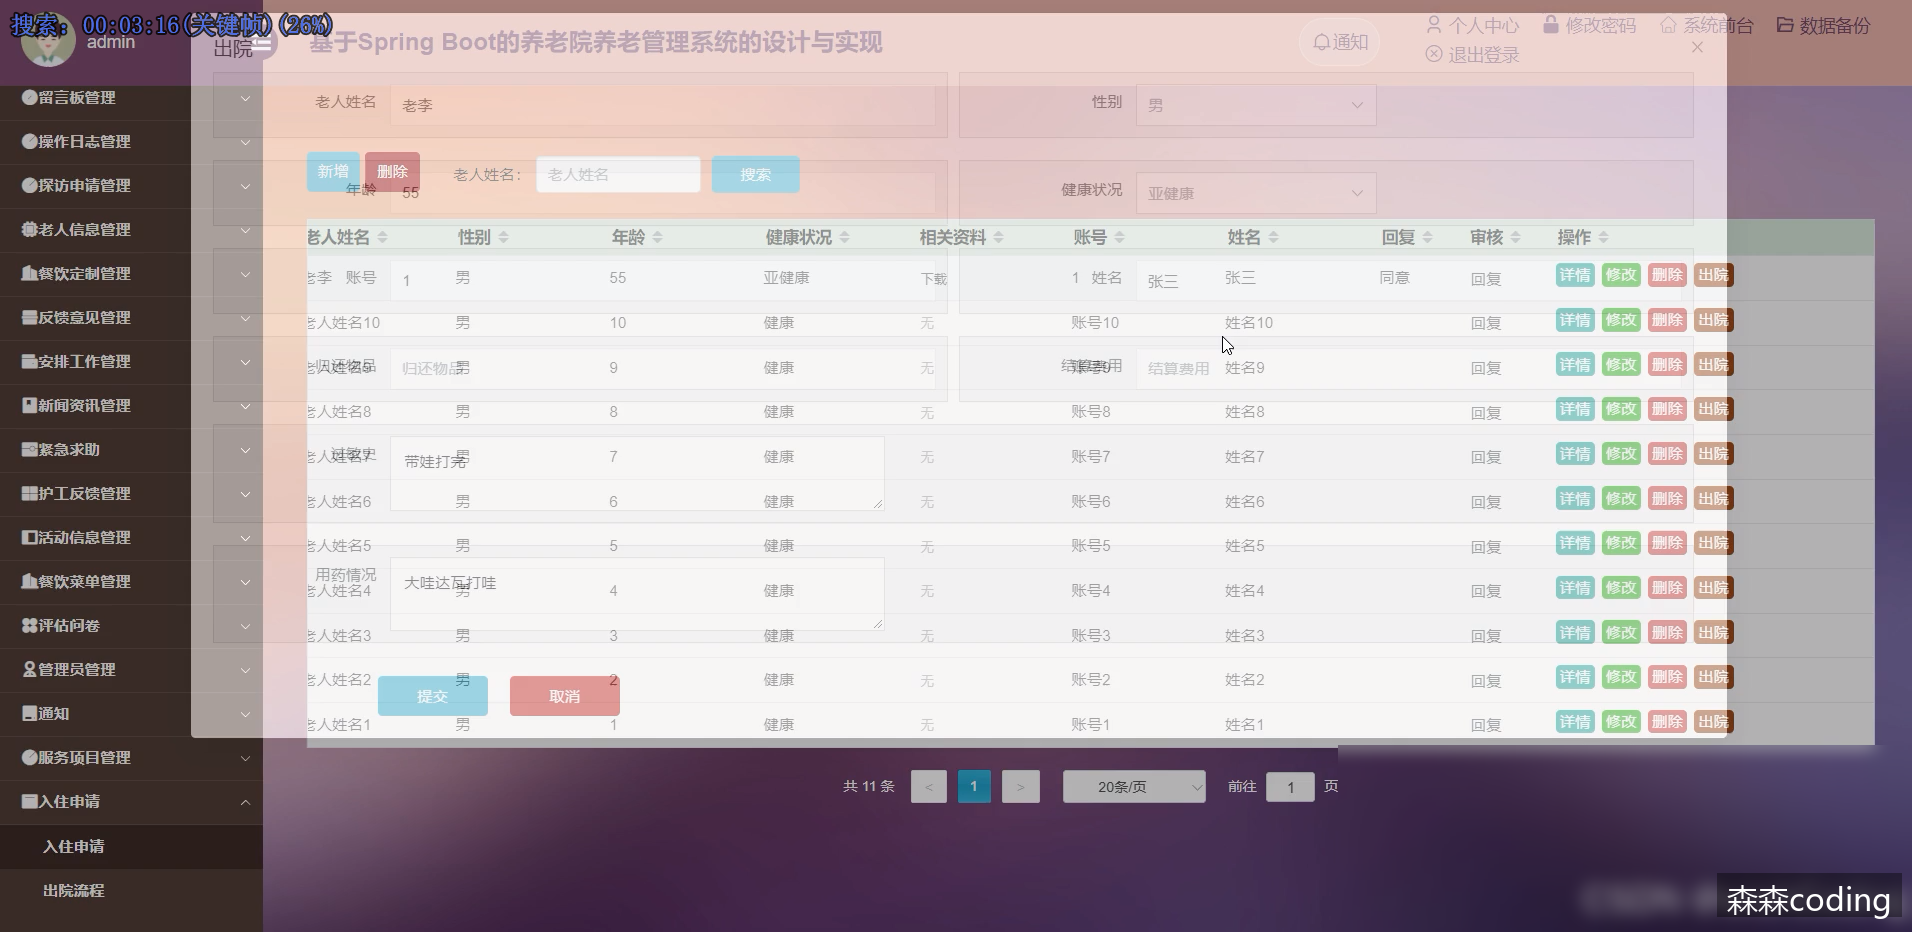 搜索: 00:03:16(关键帧)(26%)
admin
出院
基于Spring Boot的养老院养老管理系统的设计与实现
通知
个人中心
修改密码
系统前台
数据备份
退出登录
留言板管理
操作日志管理
探访申请管理
老人信息管理
餐饮定制管理
反馈意见管理
安排工作管理
新闻资讯管理
紧急求助
护工反馈管理
活动信息管理
餐饮菜单管理
评估问卷
管理员管理
通知
服务项目管理
入住申请
入住申请
出院流程
老人姓名 老李 性别 男
新增 删除 老人姓名： 老人姓名 搜索
年龄 55 健康状况 亚健康
老人姓名 性别 年龄 健康状况 相关资料 账号 姓名 回复 审核 操作
老李 男 55 亚健康 下载 1 张三 同意 回复 详情 修改 删除 出院
账号 1 姓名 张三
老人姓名10 男 10 健康 无 账号10 姓名10 回复 详情 修改 删除 出院
老人姓名9 男 9 健康 无 账号9 姓名9 回复 详情 修改 删除 出院
归还物品 归还物品 结算费用 结算费用
老人姓名8 男 8 健康 无 账号8 姓名8 回复 详情 修改 删除 出院
老人姓名7 男 7 健康 无 账号7 姓名7 回复 详情 修改 删除 出院
过敏史 带娃打完
老人姓名6 男 6 健康 无 账号6 姓名6 回复 详情 修改 删除 出院
老人姓名5 男 5 健康 无 账号5 姓名5 回复 详情 修改 删除 出院
用药情况 大哇达瓦打哇
老人姓名4 男 4 健康 无 账号4 姓名4 回复 详情 修改 删除 出院
老人姓名3 男 3 健康 无 账号3 姓名3 回复 详情 修改 删除 出院
老人姓名2 男 2 健康 无 账号2 姓名2 回复 详情 修改 删除 出院
提交 取消
老人姓名1 男 1 健康 无 账号1 姓名1 回复 详情 修改 删除 出院
共 11 条 < 1 > 20条/页 前往 1 页
森森coding